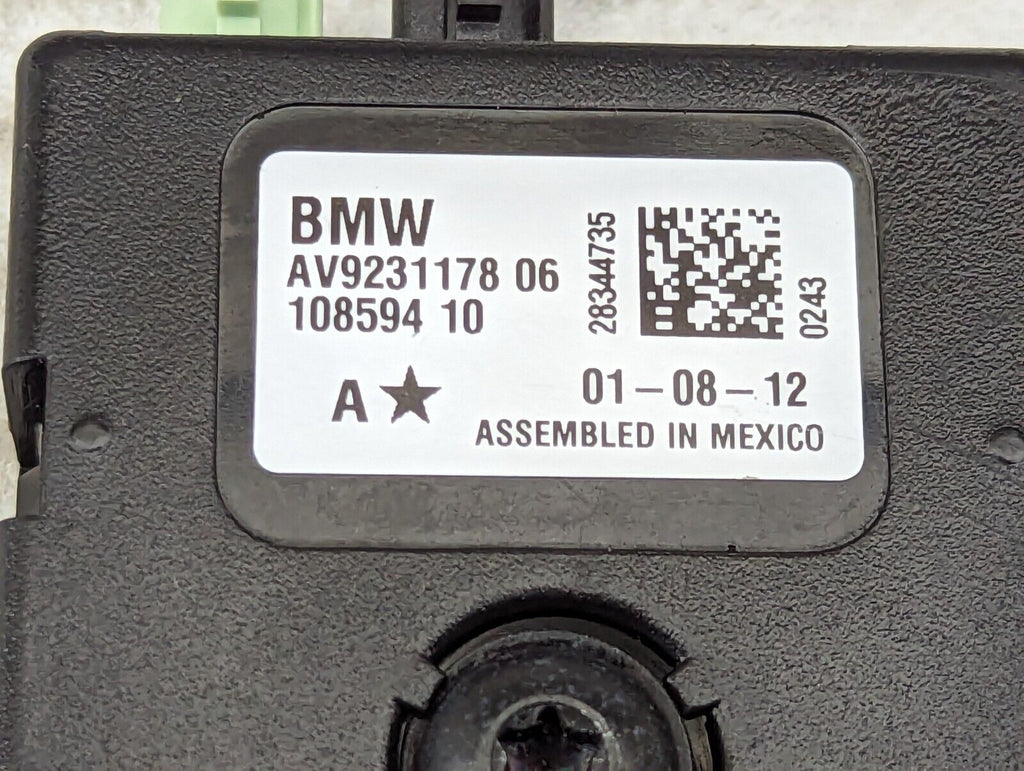 BMW
AV9231178 06
108594 10
28344735
0243
A★
01-08-12
ASSEMBLED IN MEXICO